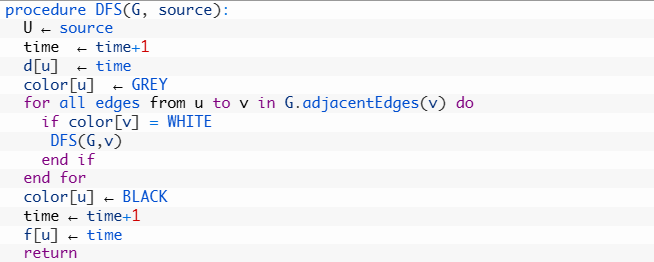 procedure DFS(G, source):
U ← source
time ← time+1
d[u] ← time
color[u] ← GREY
for all edges from u to v in G.adjacentEdges(v) do
if color[v] = WHITE
DFS(G,v)
end if
end for
color[u] ← BLACK
time ← time+1
f[u] ← time
return